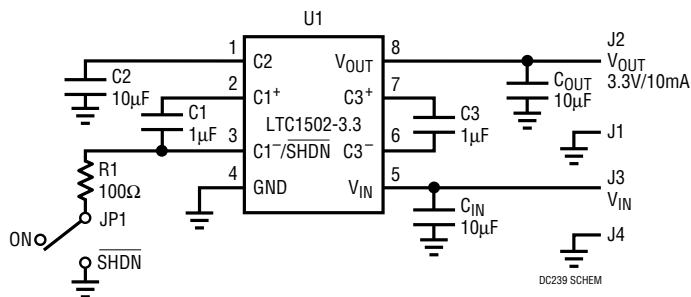 U1
1 C2
2 C1+
3 C1–/SHDN
4 GND
VOUT 8
C3+ 7
C3– 6
VIN 5
LTC1502-3.3
C2
10µF
C1
1µF
R1
100Ω
JP1
ON
SHDN
C3
1µF
COUT
10µF
CIN
10µF
J2
VOUT
3.3V/10mA
J1
J3
VIN
J4
DC239 SCHEM